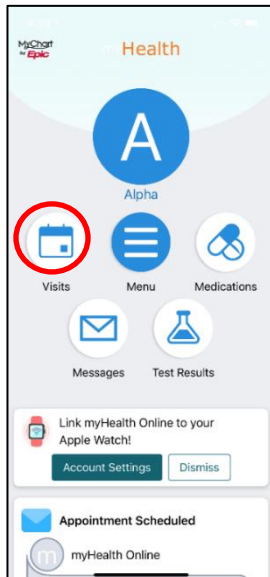 MyChart
by Epic
Health
A
Alpha
Visits
Menu
Medications
Messages
Test Results
Link myHealth Online to your
Apple Watch!
Account Settings
Dismiss
Appointment Scheduled
m
myHealth Online